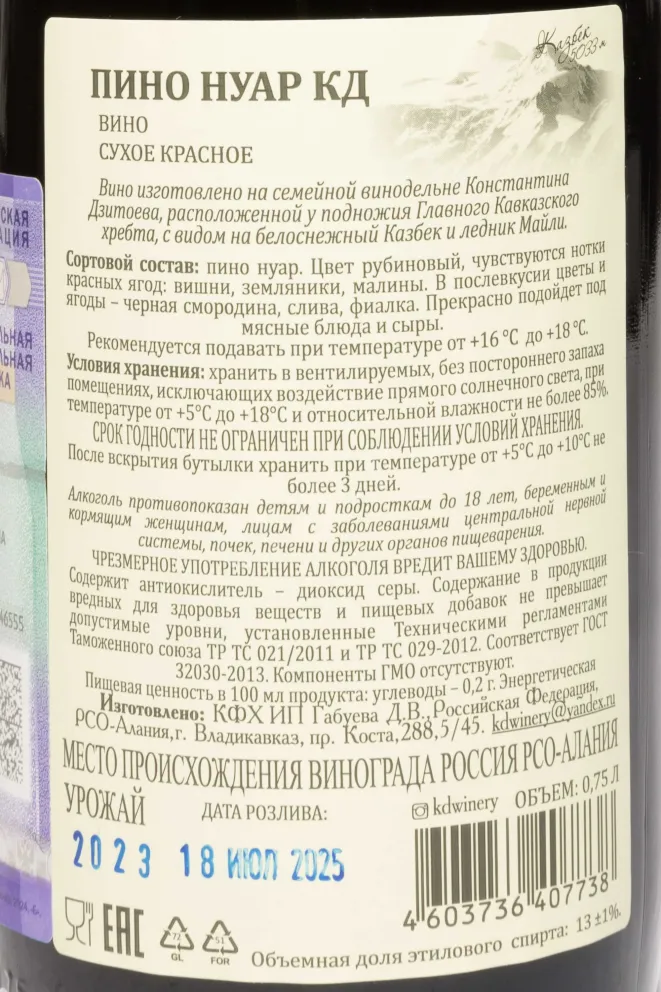 Казбек
5033м
ПИНО НУАР КД
ВИНО
СУХОЕ КРАСНОЕ
Вино изготовлено на семейной винодельне Константина
Дзитоева, расположенной у подножия Главного Кавказского
хребта, с видом на белоснежный Казбек и ледник Майли.
Сортовой состав: пино нуар. Цвет рубиновый, чувствуются нотки
красных ягод: вишни, земляники, малины. В послевкусии цветы и
ягоды – черная смородина, слива, фиалка. Прекрасно подойдет под
мясные блюда и сыры.
Рекомендуется подавать при температуре от +16 °С до +18 °С.
Условия хранения: хранить в вентилируемых, без постороннего запаха
помещениях, исключающих воздействие прямого солнечного света, при
температуре от +5°С до +18°С и относительной влажности не более 85%.
СРОК ГОДНОСТИ НЕ ОГРАНИЧЕН ПРИ СОБЛЮДЕНИИ УСЛОВИЙ ХРАНЕНИЯ.
После вскрытия бутылки хранить при температуре от +5°С до +10°С не
более 3 дней.
Алкоголь противопоказан детям и подросткам до 18 лет, беременным и
кормящим женщинам, лицам с заболеваниями центральной нервной
системы, почек, печени и других органов пищеварения.
ЧРЕЗМЕРНОЕ УПОТРЕБЛЕНИЕ АЛКОГОЛЯ ВРЕДИТ ВАШЕМУ ЗДОРОВЬЮ.
Содержит антиокислитель – диоксид серы. Содержание в продукции
вредных для здоровья веществ и пищевых добавок не превышает
допустимые уровни, установленные Техническими регламентами
Таможенного союза ТР ТС 021/2011 и ТР ТС 029-2012. Соответствует ГОСТ
32030-2013. Компоненты ГМО отсутствуют.
Пищевая ценность в 100 мл продукта: углеводы – 0,2 г. Энергетическая
Изготовлено: КФХ ИП Габуева Д.В., Российская Федерация,
РСО-Алания, г. Владикавказ, пр. Коста,288,5/45. kdwinery@yandex.ru
МЕСТО ПРОИСХОЖДЕНИЯ ВИНОГРАДА РОССИЯ РСО-АЛАНИЯ
УРОЖАЙ ДАТА РОЗЛИВА: kdwinery ОБЪЕМ: 0,75 Л
2023 18 ИЮЛ 2025
4 603736 407738
EAC 72 GL 51 FOR
Объемная доля этилового спирта: 13 ±1%.
СКАЯ
АЦИЯ
ЬНАЯ
ЛЬНАЯ
КА
46555